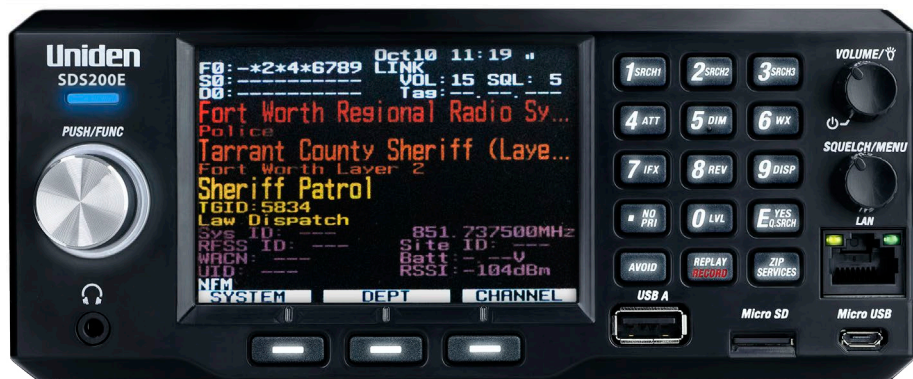 Uniden
SDS200E
PUSH/FUNC
Oct10 11:19
F0:-*2*4*6789 LINK
S0:---------- VOL:15 SQL: 5
D0:---------- Tag:--.--.---
Fort Worth Regional Radio Sy...
Police
Tarrant County Sheriff (Laye...
Fort Worth Layer 2
Sheriff Patrol
TGID:5834
Law Dispatch
Sys ID: --- 851.737500MHz
RFSS ID: --- Site ID: ---
WACN: --- Batt:-.--V
UID: --- RSSI:-104dBm
NFM
SYSTEM DEPT CHANNEL
1 SRCH1 2 SRCH2 3 SRCH3
4 ATT 5 DIM 6 WX
7 IFX 8 REV 9 DISP
. NO PRI 0 LVL E YES Q.SRCH
AVOID REPLAY RECORD ZIP SERVICES
VOLUME/
SQUELCH/MENU
LAN
USB A
Micro SD
Micro USB